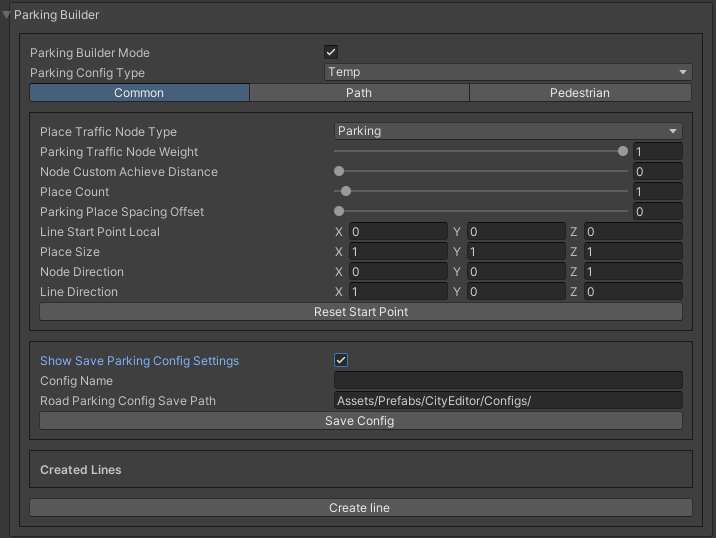 Parking Builder
Parking Builder Mode
Parking Config Type Temp
Common Path Pedestrian
Place Traffic Node Type Parking
Parking Traffic Node Weight 1
Node Custom Achieve Distance 0
Place Count 1
Parking Place Spacing Offset 0
Line Start Point Local X 0 Y 0 Z 0
Place Size X 1 Y 1 Z 1
Node Direction X 0 Y 0 Z 1
Line Direction X 1 Y 0 Z 0
Reset Start Point
Show Save Parking Config Settings
Config Name
Road Parking Config Save Path Assets/Prefabs/CityEditor/Configs/
Save Config
Created Lines
Create line